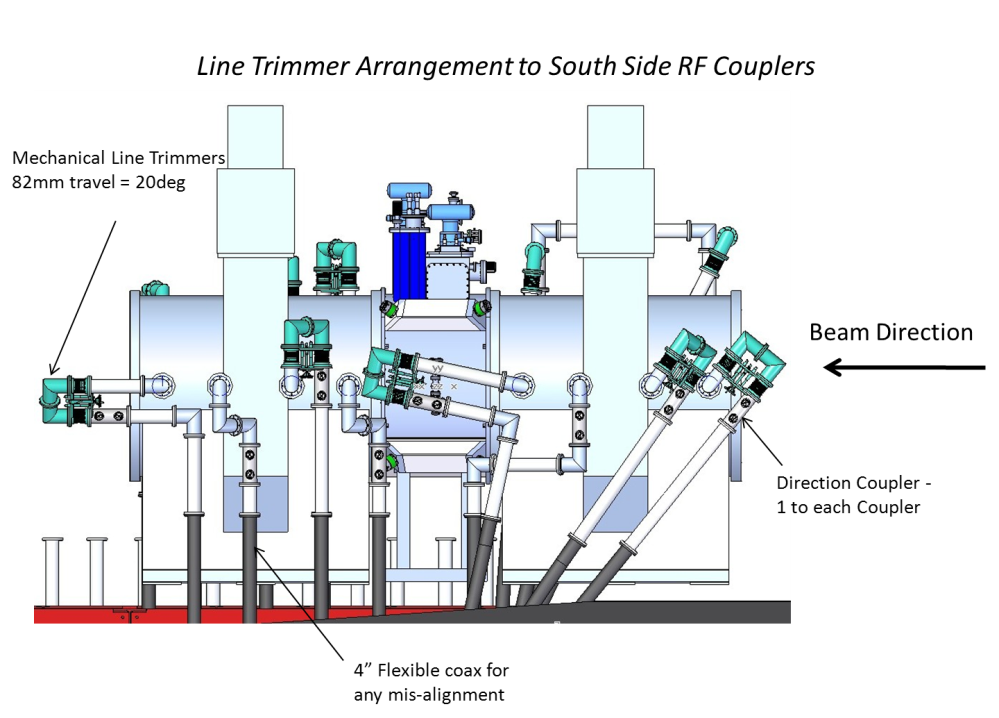 Line Trimmer Arrangement to South Side RF Couplers
Mechanical Line Trimmers
82mm travel = 20deg
Beam Direction
Direction Coupler -
1 to each Coupler
4” Flexible coax for
any mis-alignment